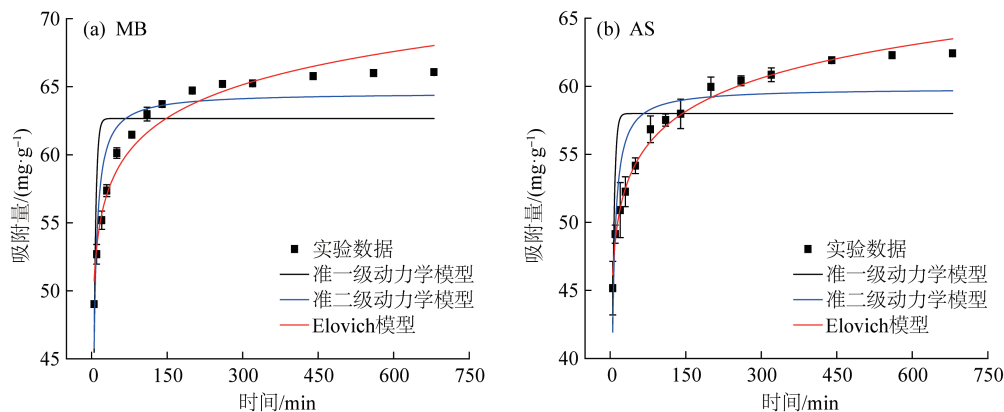 (a) MB
70
65
60
55
50
45
吸附量/(mg·g⁻¹)
实验数据
准一级动力学模型
准二级动力学模型
Elovich模型
0 150 300 450 600 750
时间/min
(b) AS
65
60
55
50
45
40
吸附量/(mg·g⁻¹)
实验数据
准一级动力学模型
准二级动力学模型
Elovich模型
0 150 300 450 600 750
时间/min